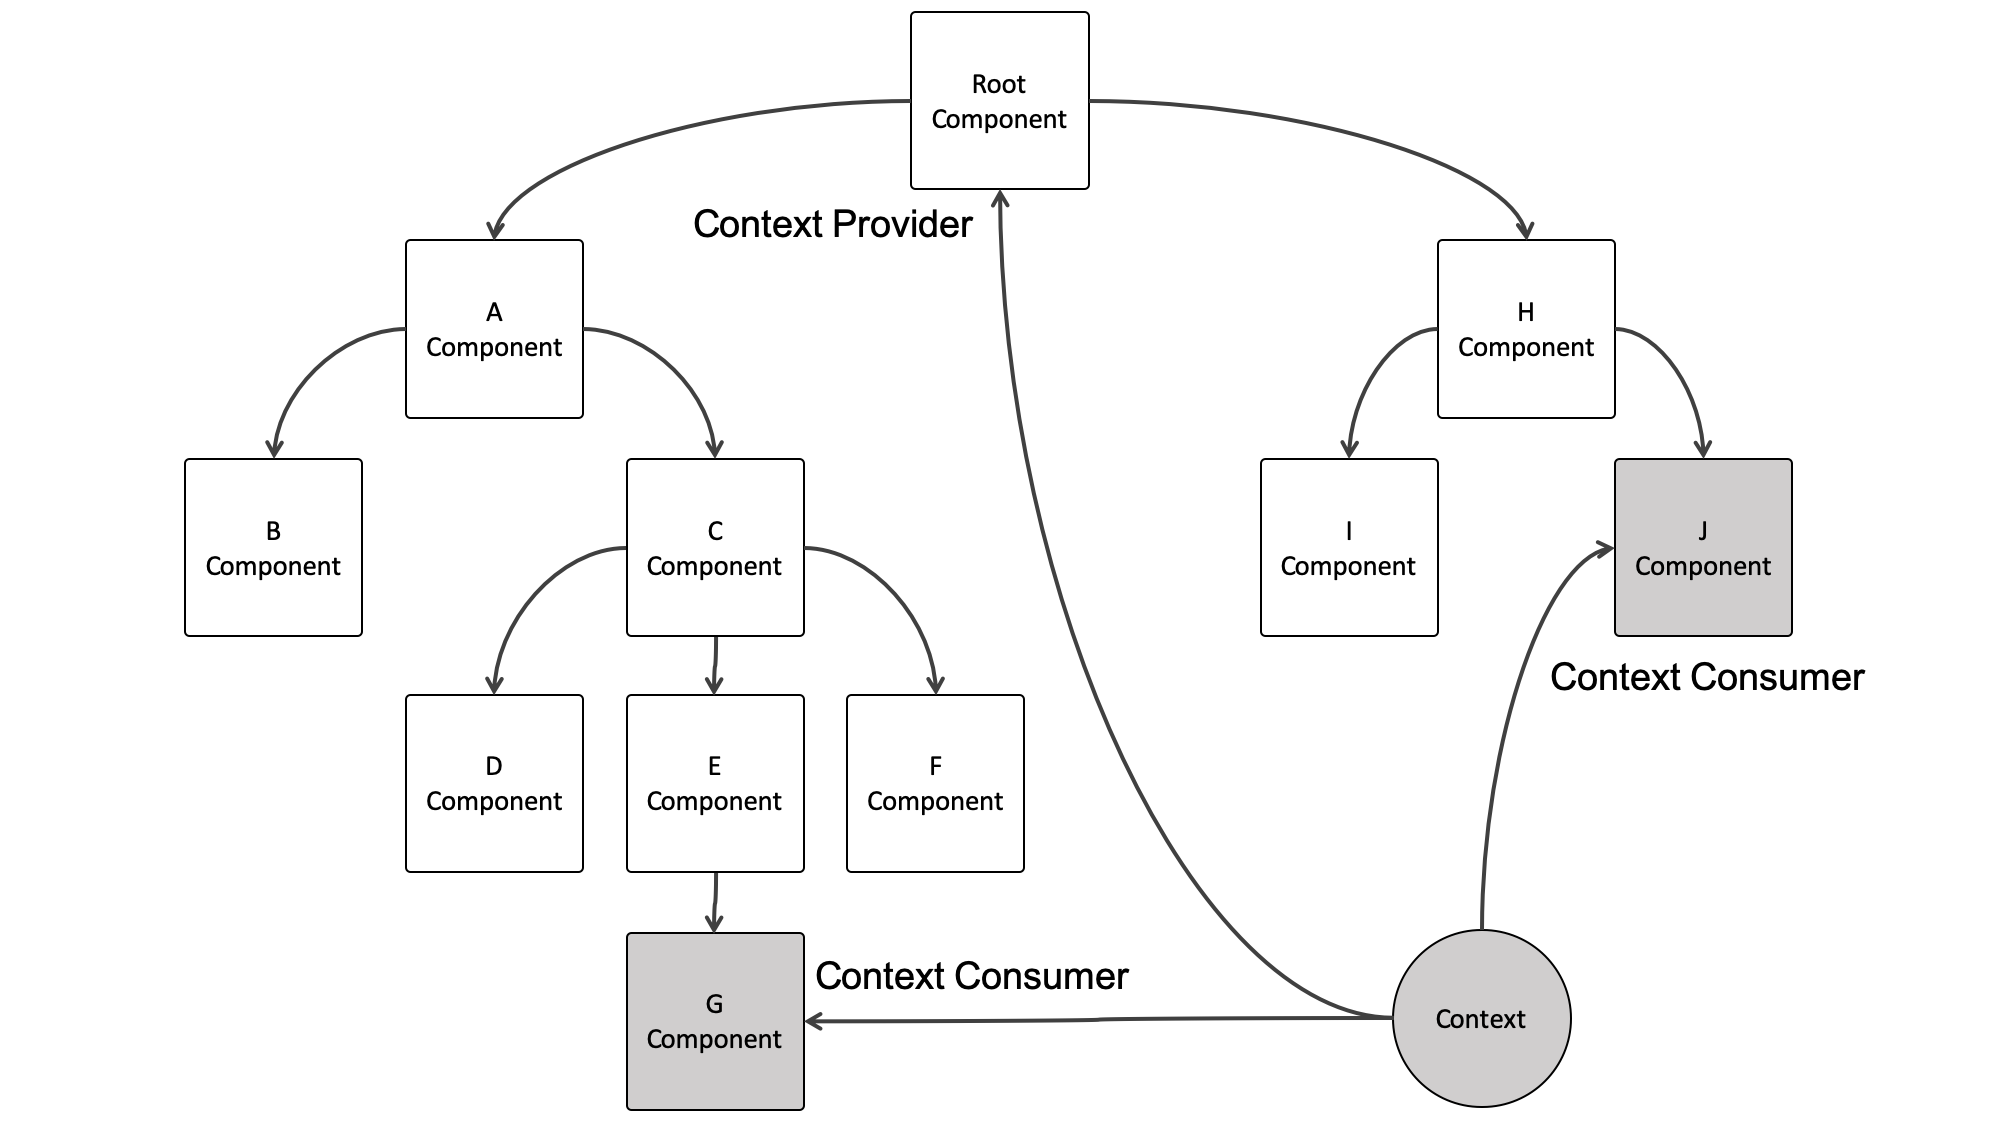 Root
Component
Context Provider
A
Component
H
Component
B
Component
C
Component
I
Component
J
Component
Context Consumer
D
Component
E
Component
F
Component
G
Component
Context Consumer
Context